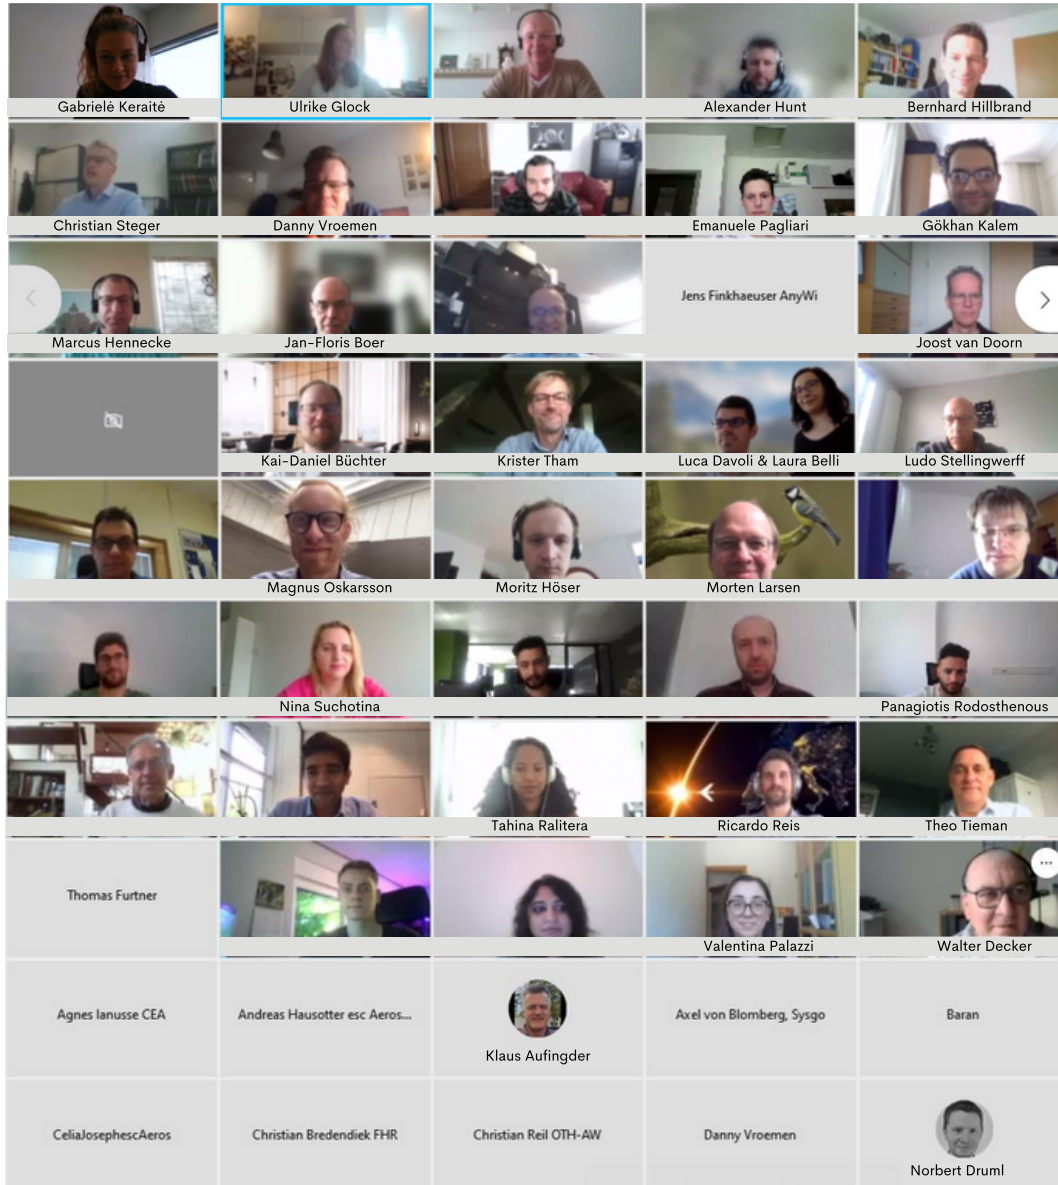 Gabrielė Keraitė
Ulrike Glock
Alexander Hunt
Bernhard Hillbrand
Christian Steger
Danny Vroemen
Emanuele Pagliari
Gökhan Kalem
Marcus Hennecke
Jan-Floris Boer
Jens Finkhaeuser AnyWi
Joost van Doorn
Kai-Daniel Büchter
Krister Tham
Luca Davoli & Laura Belli
Ludo Stellingwerff
Magnus Oskarsson
Moritz Höser
Morten Larsen
Nina Suchotina
Panagiotis Rodosthenous
Tahina Ralitera
Ricardo Reis
Theo Tieman
Thomas Furtner
Valentina Palazzi
Walter Decker
Agnes Ianusse CEA
Andreas Hausotter esc Aeros...
Klaus Aufingder
Axel von Blomberg, Sysgo
Baran
CeliaJosephescAeros
Christian Bredendiek FHR
Christian Reil OTH-AW
Danny Vroemen
Norbert Druml